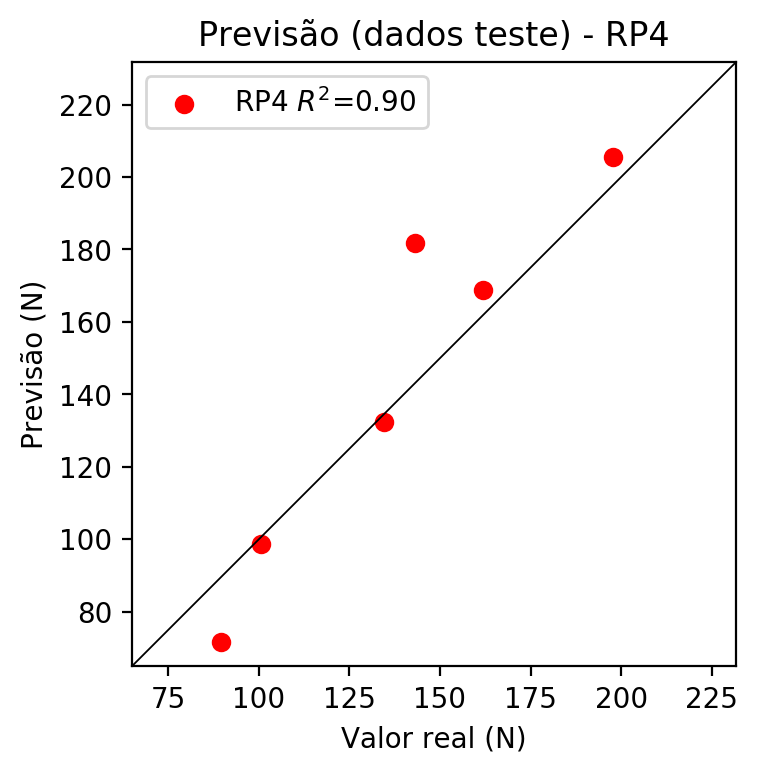 Previsão (dados teste) - RP4
RP4 R²=0.90
Previsão (N)
220
200
180
160
140
120
100
80
75 100 125 150 175 200 225
Valor real (N)